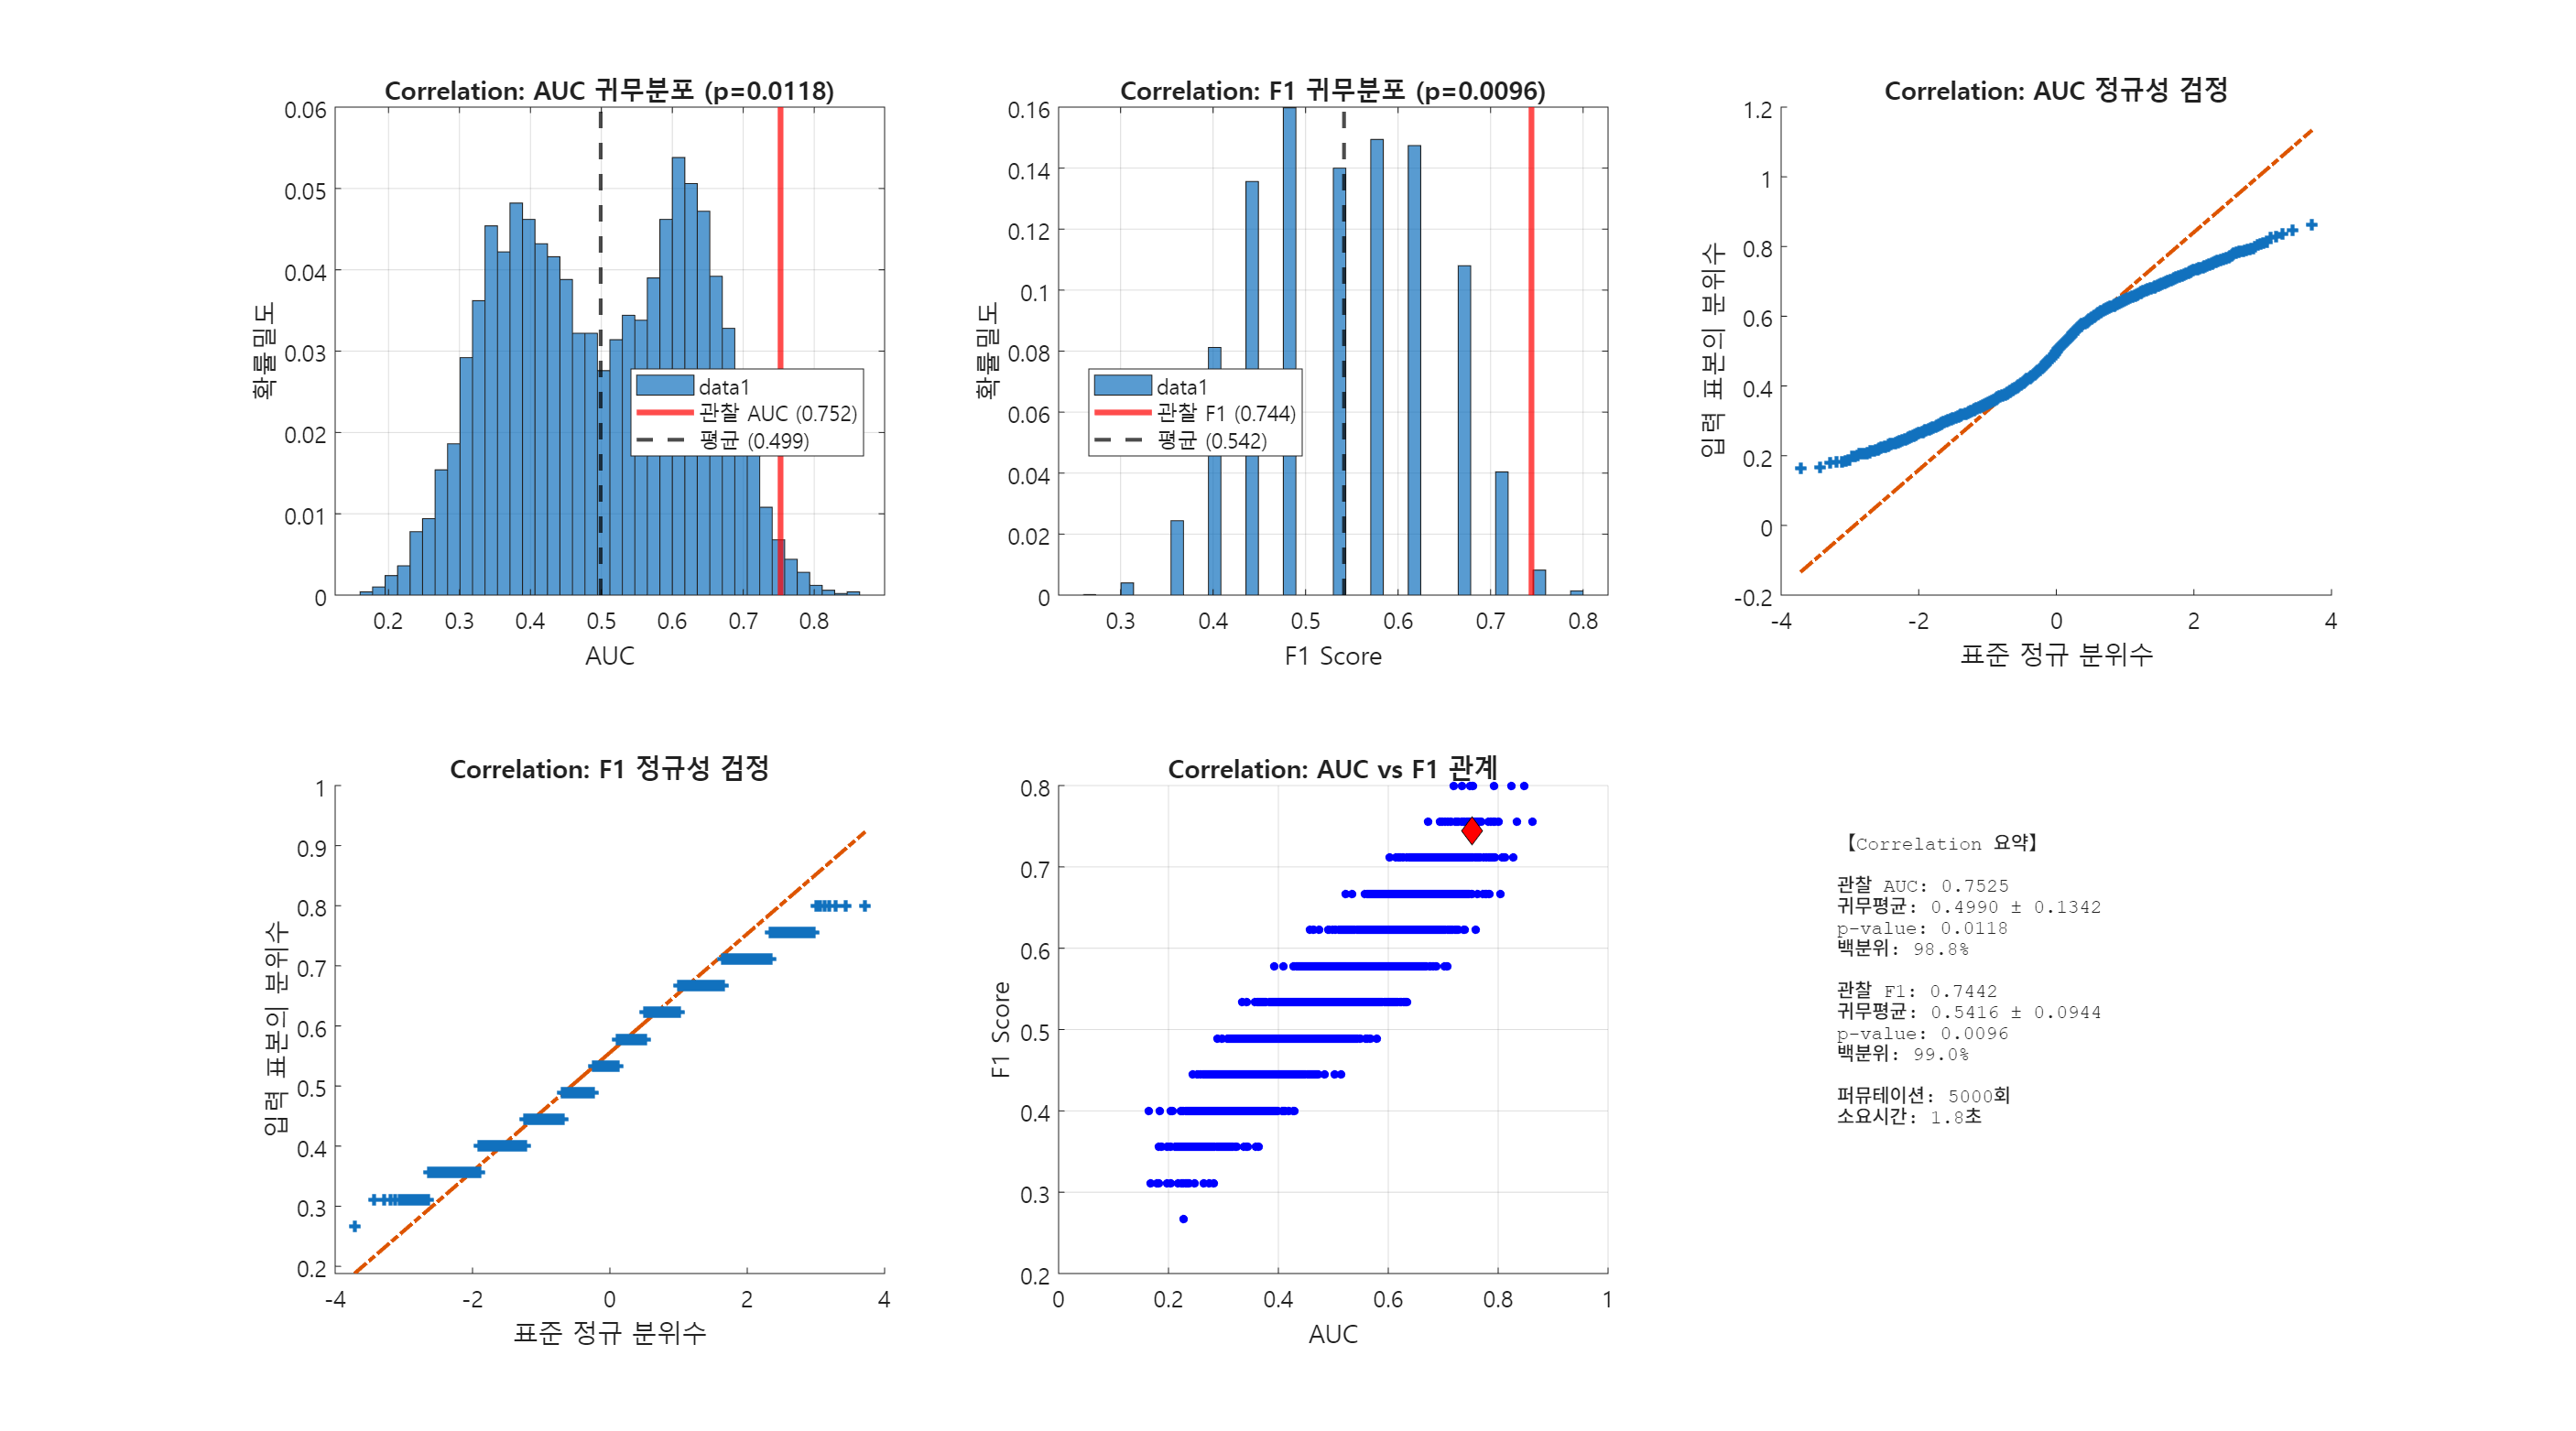 Correlation: AUC 귀무분포 (p=0.0118)
0.06
0.05
0.04
0.03
0.02
0.01
0
확률밀도
data1
관찰 AUC (0.752)
평균 (0.499)
0.2 0.3 0.4 0.5 0.6 0.7 0.8
AUC
Correlation: F1 귀무분포 (p=0.0096)
0.16
0.14
0.12
0.1
0.08
0.06
0.04
0.02
0
확률밀도
data1
관찰 F1 (0.744)
평균 (0.542)
0.3 0.4 0.5 0.6 0.7 0.8
F1 Score
Correlation: AUC 정규성 검정
1.2
1
0.8
0.6
0.4
0.2
0
-0.2
입력 표본의 분위수
-4 -2 0 2 4
표준 정규 분위수
Correlation: F1 정규성 검정
1
0.9
0.8
0.7
0.6
0.5
0.4
0.3
0.2
입력 표본의 분위수
-4 -2 0 2 4
표준 정규 분위수
Correlation: AUC vs F1 관계
0.8
0.7
0.6
0.5
0.4
0.3
0.2
F1 Score
0 0.2 0.4 0.6 0.8 1
AUC
【Correlation 요약】
관찰 AUC: 0.7525
귀무평균: 0.4990 ± 0.1342
p-value: 0.0118
백분위: 98.8%
관찰 F1: 0.7442
귀무평균: 0.5416 ± 0.0944
p-value: 0.0096
백분위: 99.0%
퍼뮤테이션: 5000회
소요시간: 1.8초